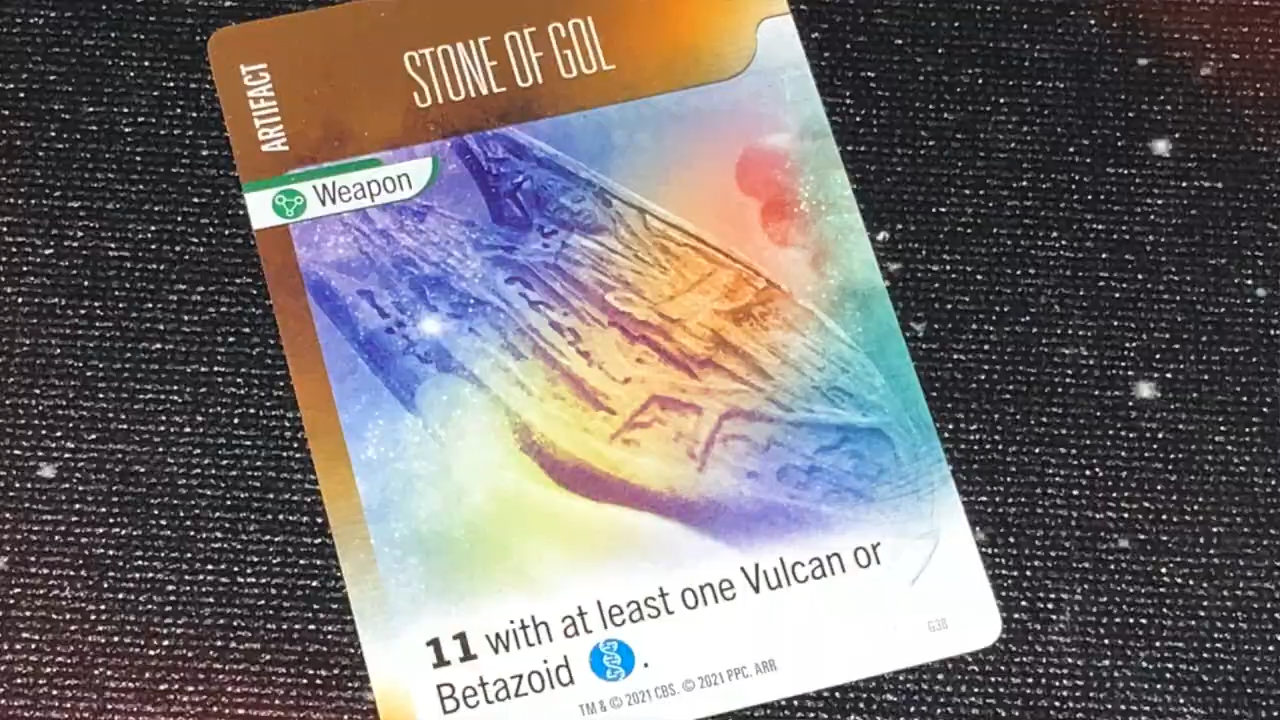 STONE OF GOL
ARTIFACT
Weapon
11 with at least one Vulcan or
Betazoid .
G38
TM & © 2021 CBS. © 2021 PPC. ARR